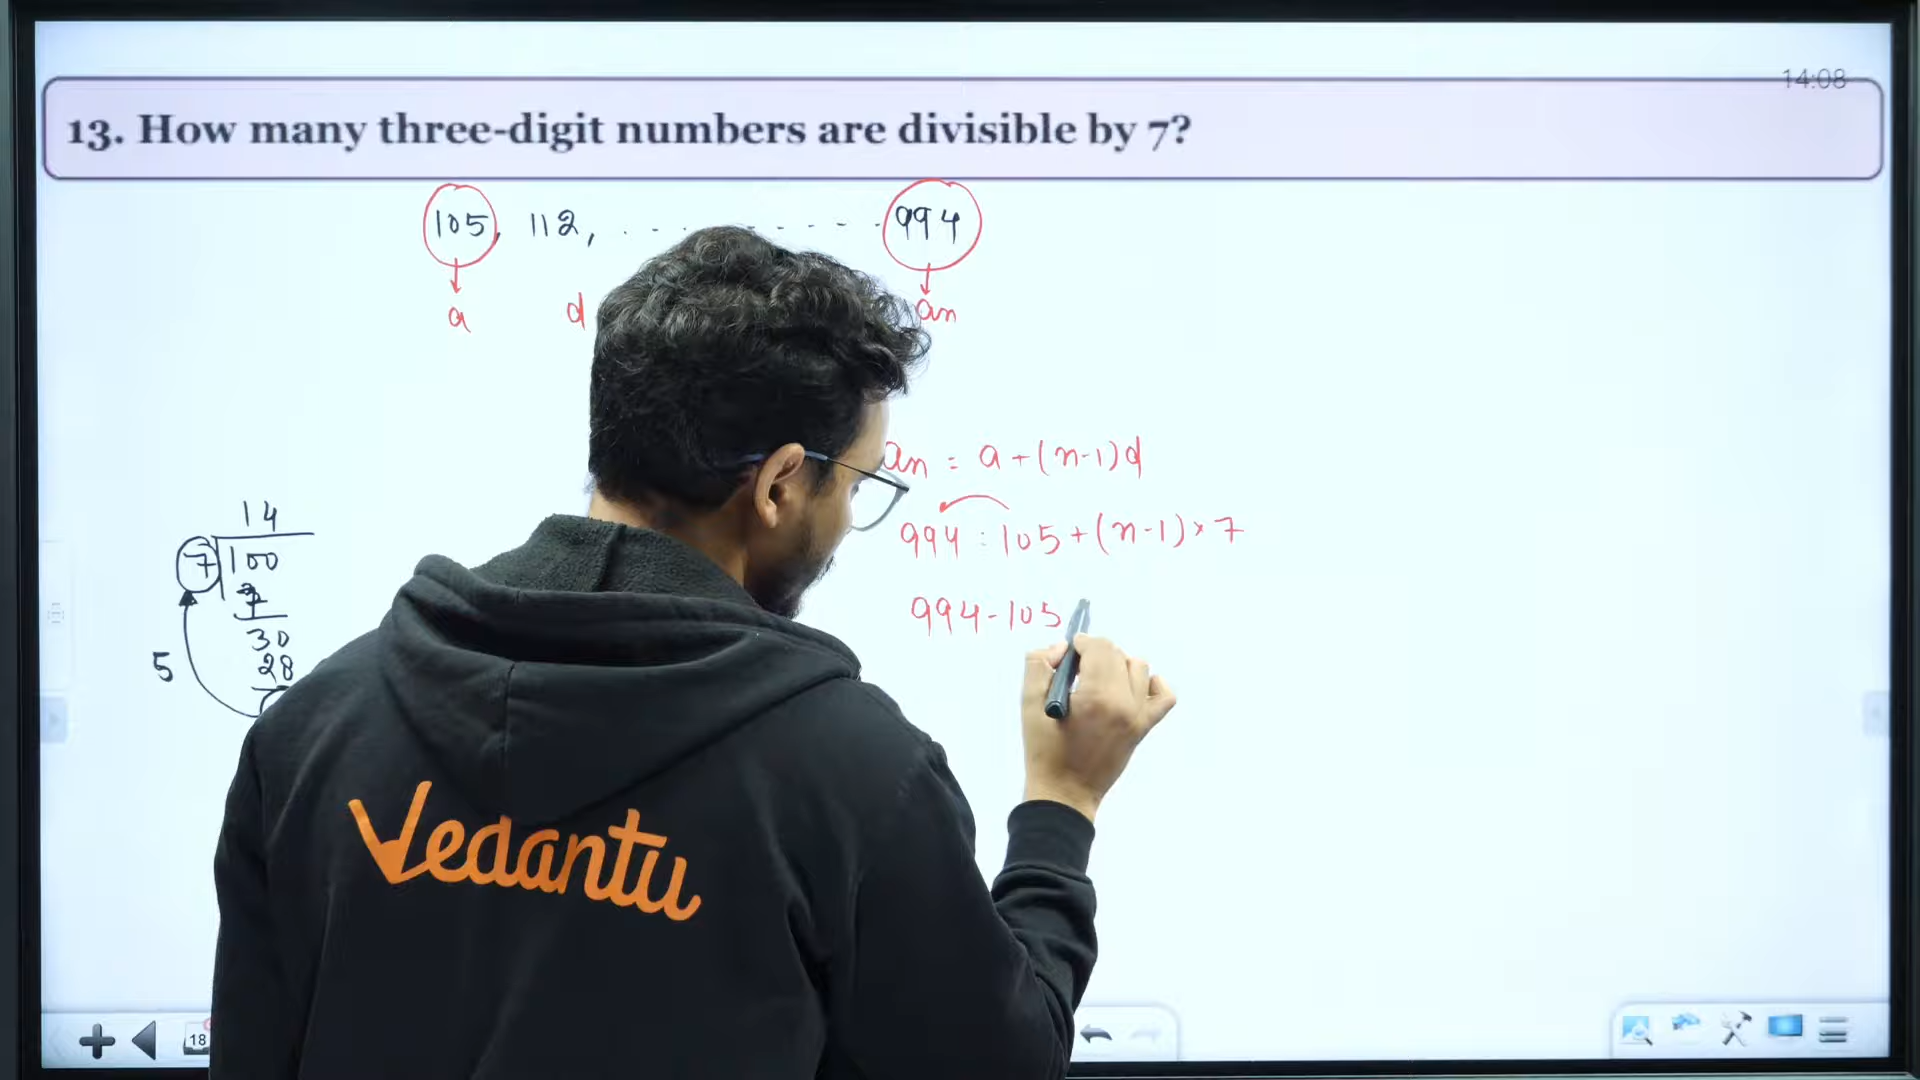 14:08
13. How many three-digit numbers are divisible by 7?
105, 112, . . . . . . . . . 994
a d an
an = a + (n-1)d
994 = 105 + (n-1) × 7
994 - 105
14
7 100
7
30
28
5
Vedantu
18